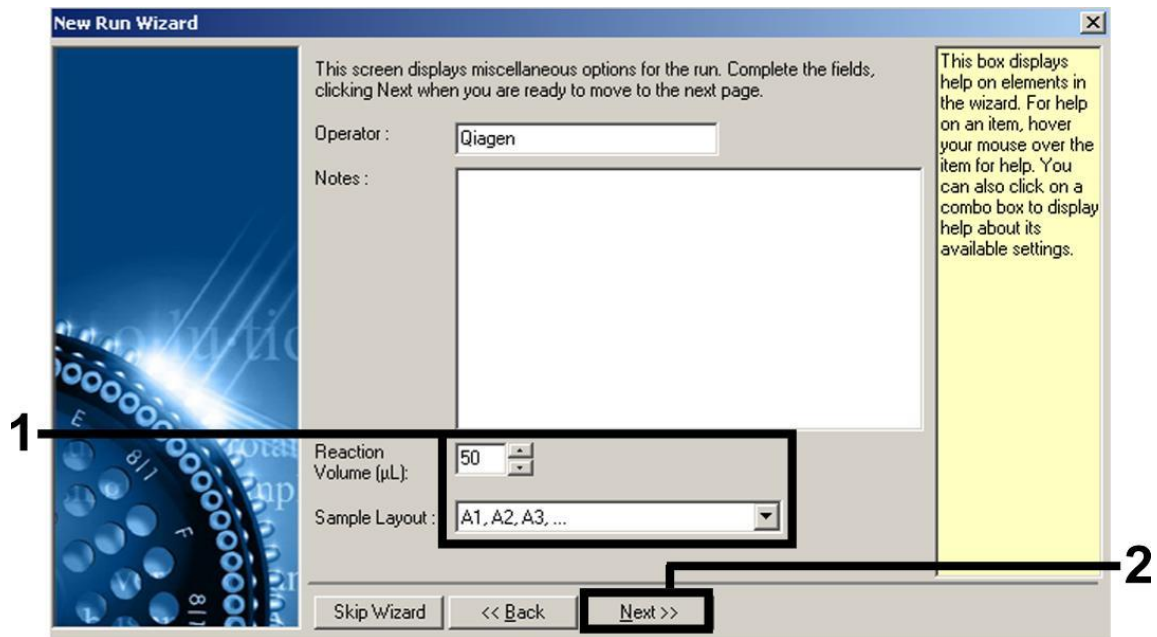 New Run Wizard
This screen displays miscellaneous options for the run. Complete the fields,
clicking Next when you are ready to move to the next page.
Operator :
Qiagen
Notes :
Reaction
Volume (µL):
50
Sample Layout :
A1, A2, A3, ...
Skip Wizard
<< Back
Next >>
This box displays
help on elements in
the wizard. For help
on an item, hover
your mouse over the
item for help. You
can also click on a
combo box to display
help about its
available settings.
1
2
E
8|1
F
8|1